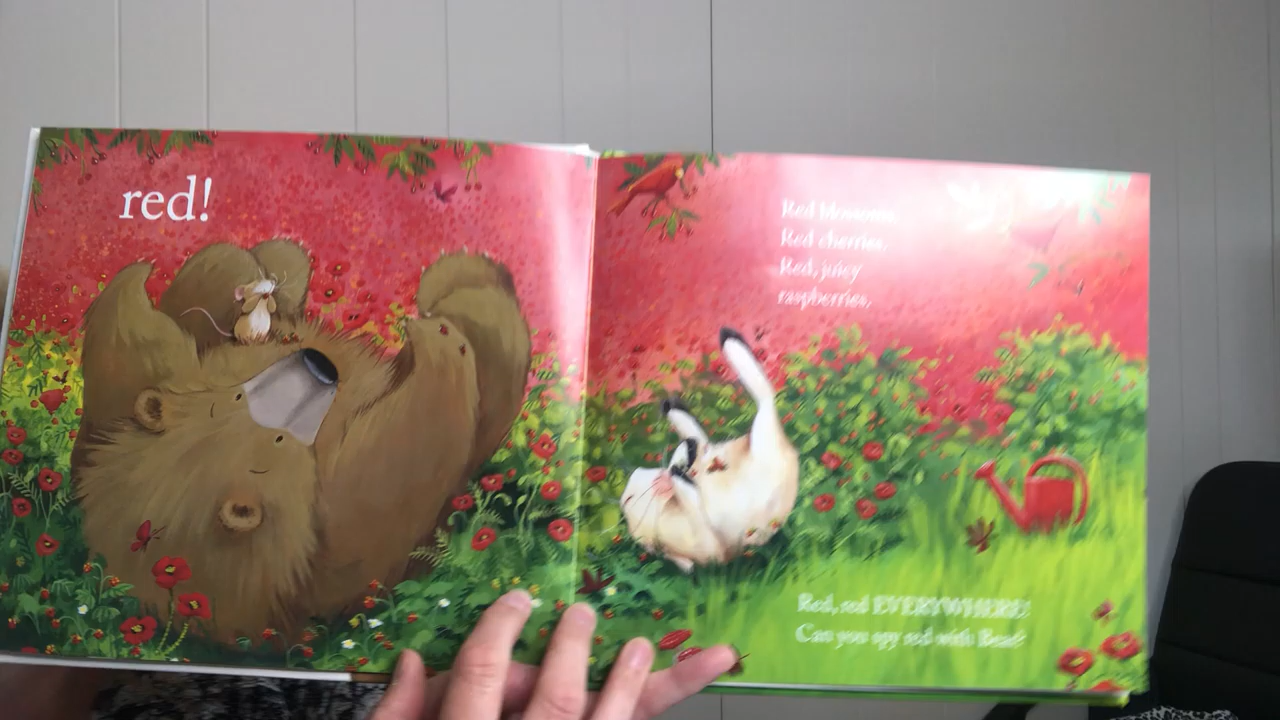 red!
Red blossoms.
Red cherries.
Red, juicy
raspberries.
Red, red EVERYWHERE!
Can you spy red with Bear?